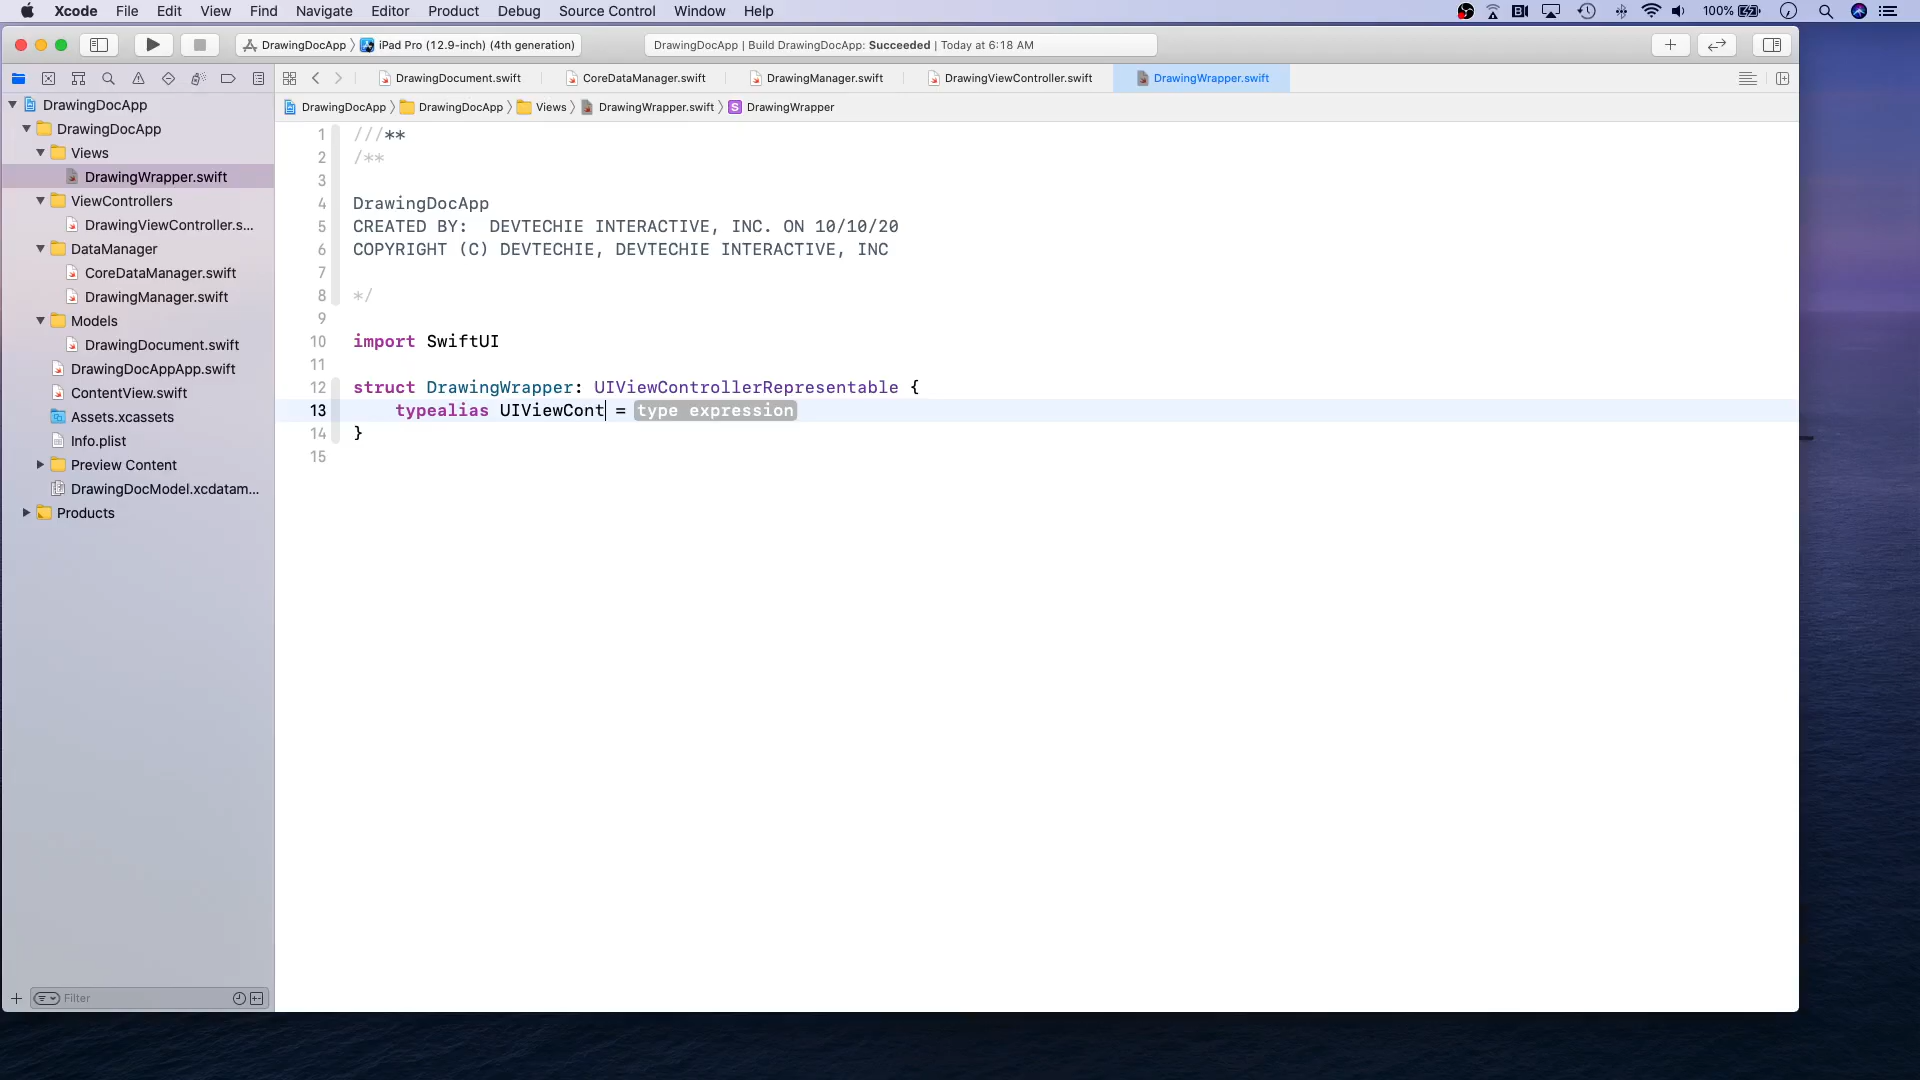 Xcode File Edit View Find Navigate Editor Product Debug Source Control Window Help 100%
DrawingDocApp 〉 iPad Pro (12.9-inch) (4th generation) DrawingDocApp | Build DrawingDocApp: Succeeded | Today at 6:18 AM
DrawingDocument.swift CoreDataManager.swift DrawingManager.swift DrawingViewController.swift DrawingWrapper.swift
DrawingDocApp 〉 DrawingDocApp 〉 Views 〉 DrawingWrapper.swift 〉 S DrawingWrapper
DrawingDocApp
DrawingDocApp
Views
DrawingWrapper.swift
ViewControllers
DrawingViewController.s...
DataManager
CoreDataManager.swift
DrawingManager.swift
Models
DrawingDocument.swift
DrawingDocAppApp.swift
ContentView.swift
Assets.xcassets
Info.plist
Preview Content
DrawingDocModel.xcdatam...
Products
Filter
1 ///**
2 /**
3
4 DrawingDocApp
5 CREATED BY:  DEVTECHIE INTERACTIVE, INC. ON 10/10/20
6 COPYRIGHT (C) DEVTECHIE, DEVTECHIE INTERACTIVE, INC
7
8 */
9
10 import SwiftUI
11
12 struct DrawingWrapper: UIViewControllerRepresentable {
13     typealias UIViewCont = type expression
14 }
15